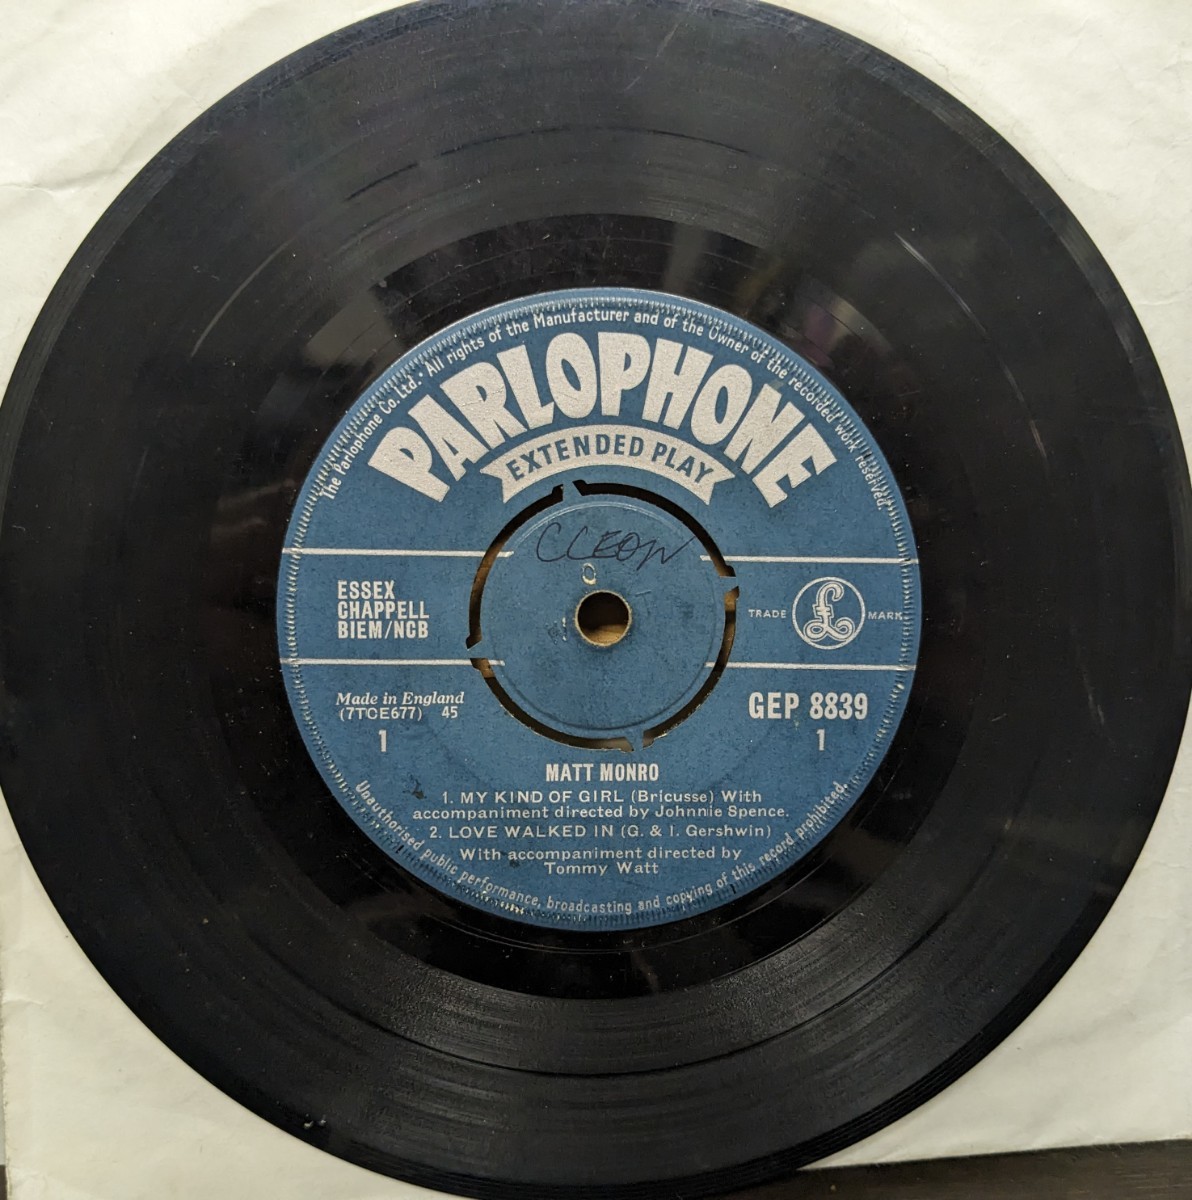 The Parlophone Co. Ltd. · All rights of the Manufacturer and of the Owner of the recorded work reserved.
PARLOPHONE
EXTENDED PLAY
CCEON
ESSEX
CHAPPELL
BIEM/NCB
TRADE MARK
£
Made in England
(7TCE677) 45
1
GEP 8839
1
MATT MONRO
1. MY KIND OF GIRL (Bricusse) With
accompaniment directed by Johnnie Spence.
2. LOVE WALKED IN (G. & I. Gershwin)
With accompaniment directed by
Tommy Watt
Unauthorised public performance, broadcasting and copying of this record prohibited.